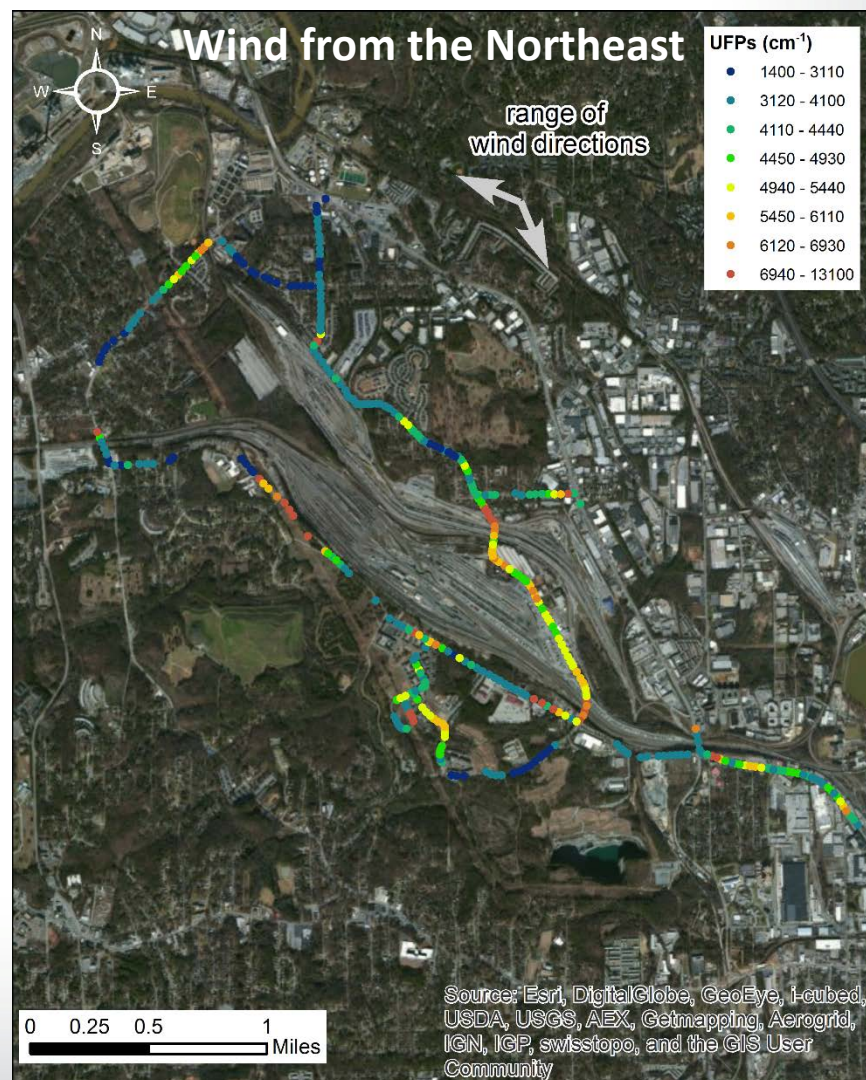 Wind from the Northeast
N
W
E
S
range of
wind directions
UFPs (cm⁻¹)
1400 - 3110
3120 - 4100
4110 - 4440
4450 - 4930
4940 - 5440
5450 - 6110
6120 - 6930
6940 - 13100
0 0.25 0.5 1
Miles
Source: Esri, DigitalGlobe, GeoEye, i-cubed,
USDA, USGS, AEX, Getmapping, Aerogrid,
IGN, IGP, swisstopo, and the GIS User
Community